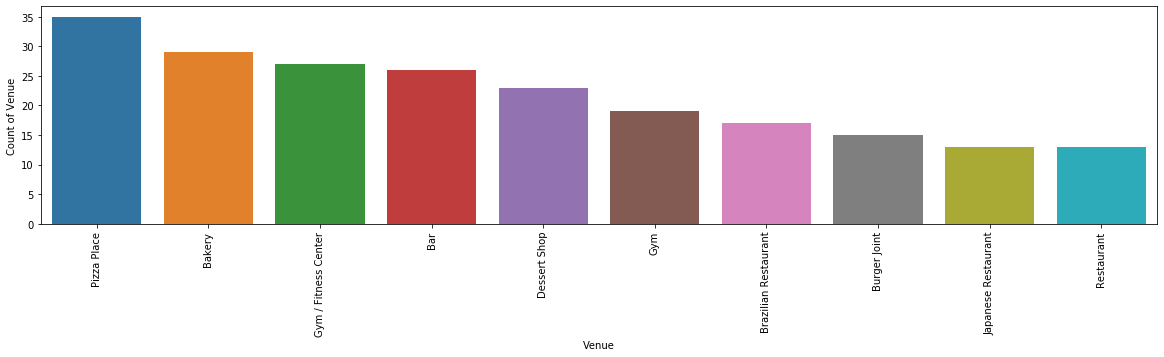 Count of Venue
35
30
25
20
15
10
5
0
Pizza Place
Bakery
Gym / Fitness Center
Bar
Dessert Shop
Gym
Brazilian Restaurant
Burger Joint
Japanese Restaurant
Restaurant
Venue